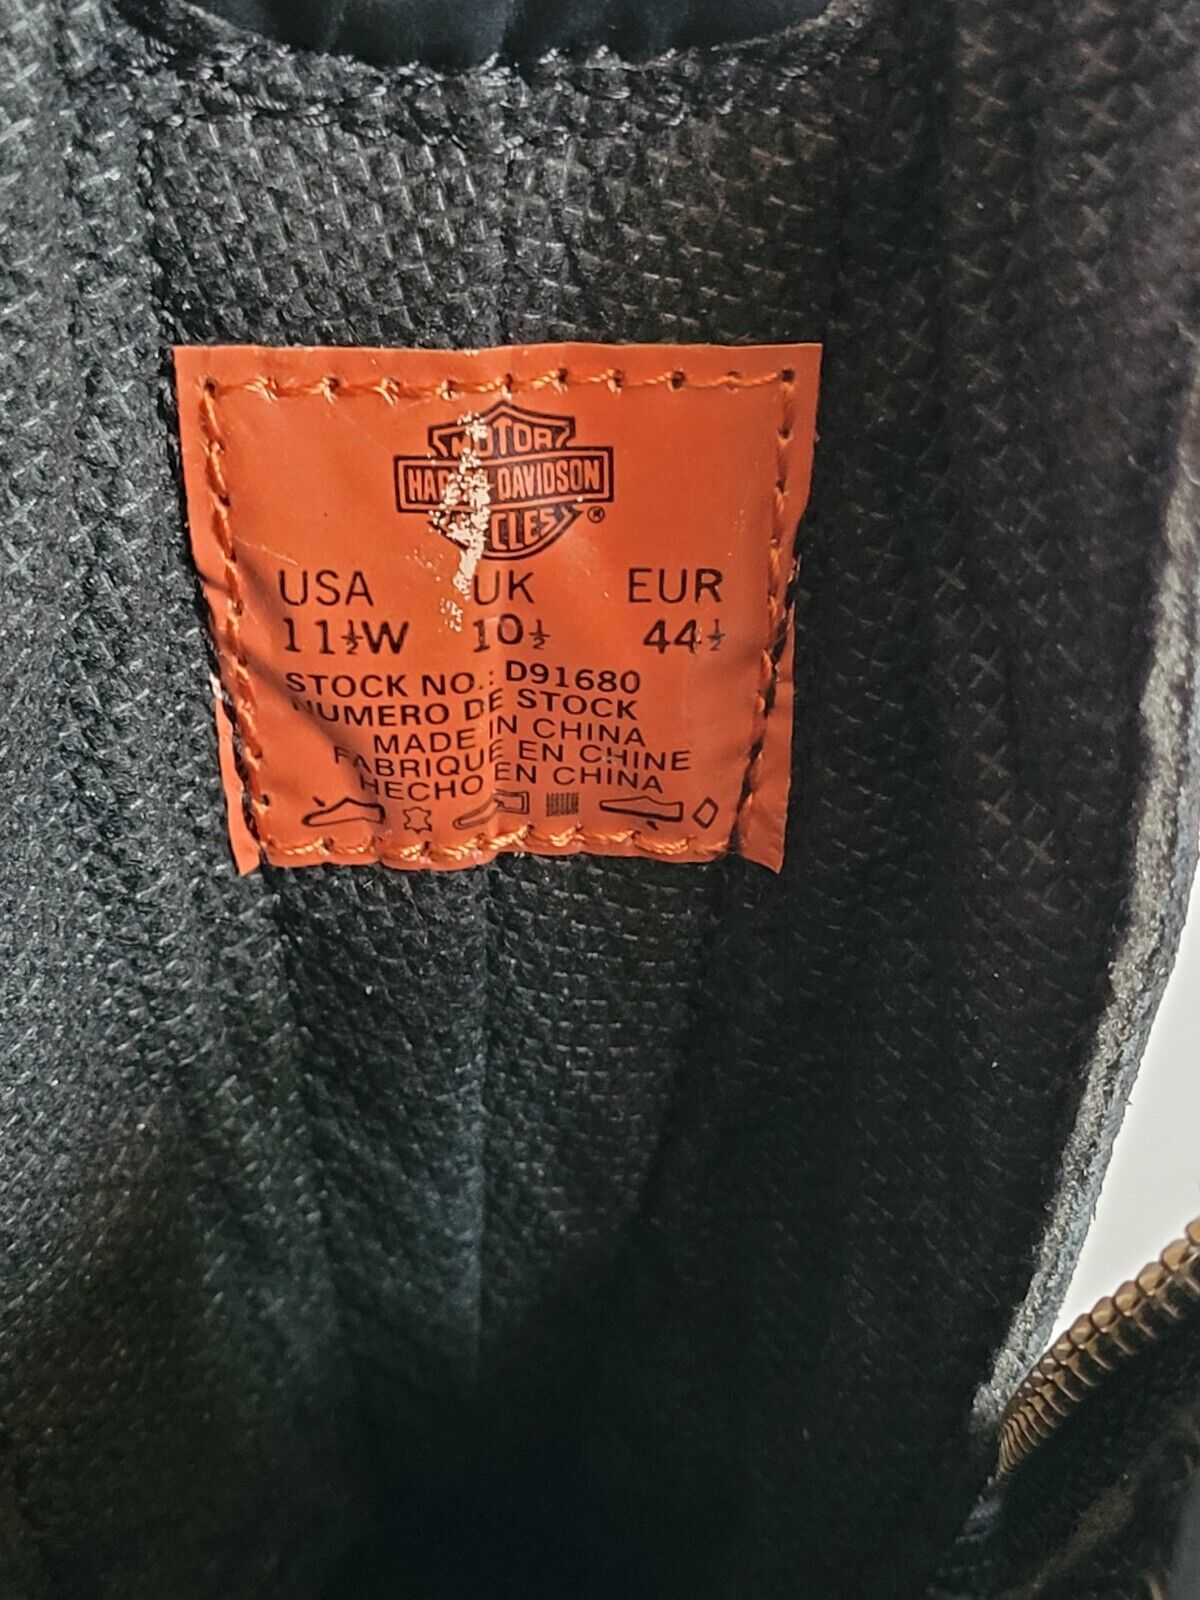 MOTOR
HARLEY-DAVIDSON
CYCLES ®
USA UK EUR
11½W 10½ 44½
STOCK NO.: D91680
NUMERO DE STOCK
MADE IN CHINA
FABRIQUE EN CHINE
HECHO EN CHINA